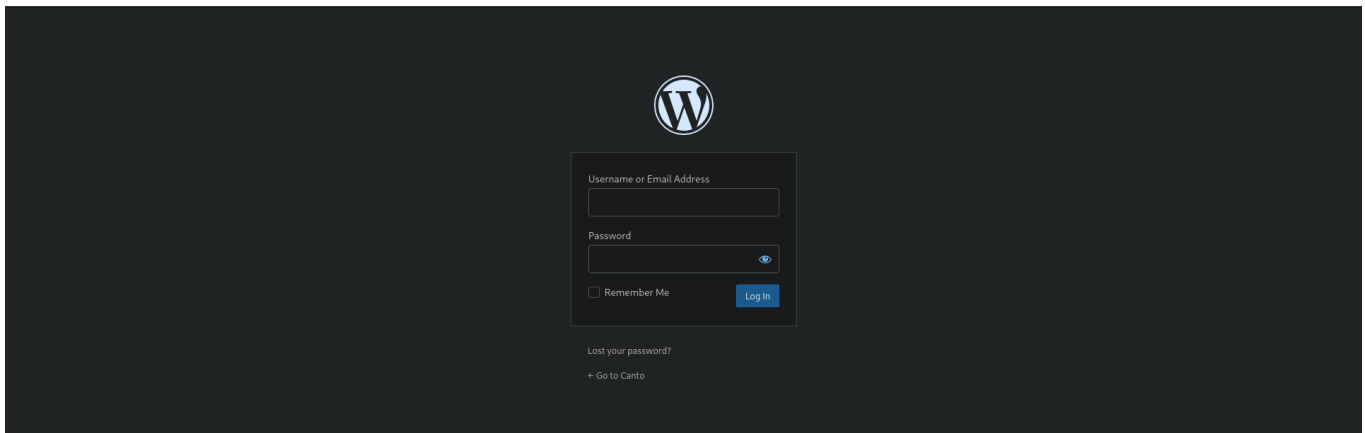 Username or Email Address
Password
Remember Me
Log In
Lost your password?
← Go to Canto